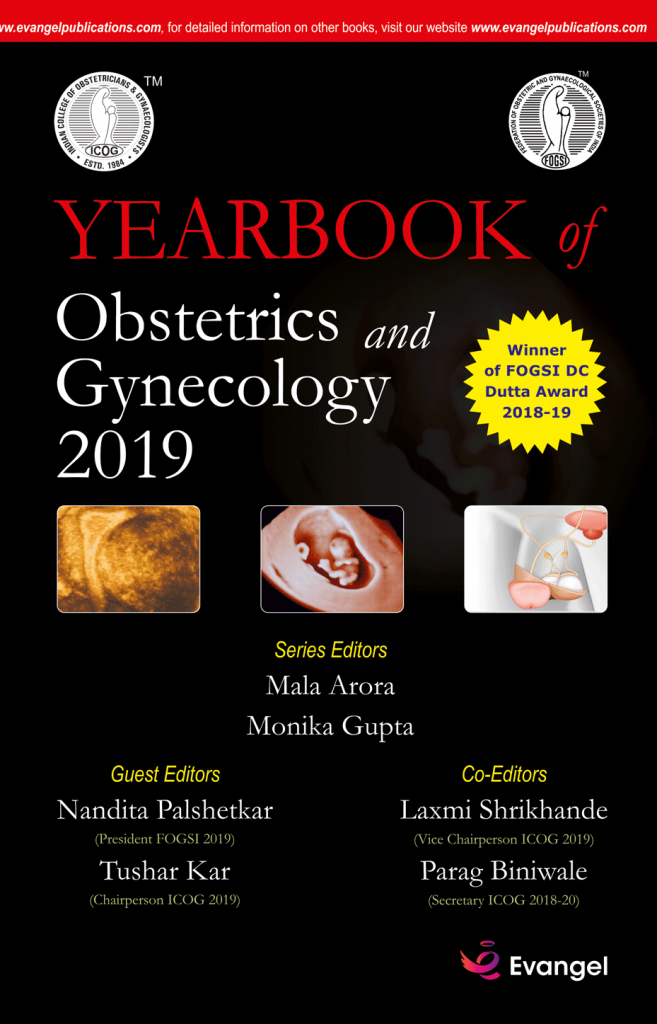 www.evangelpublications.com, for detailed information on other books, visit our website www.evangelpublications.com
INDIAN COLLEGE OF OBSTETRICIANS & GYNAECOLOGISTS
ICOG
• ESTD. 1984 •
TM
FEDERATION OF OBSTETRIC AND GYNAECOLOGICAL SOCIETIES OF INDIA
FOGSI
TM
YEARBOOK of
Obstetrics and
Gynecology
2019
Winner
of FOGSI DC
Dutta Award
2018-19
Series Editors
Mala Arora
Monika Gupta
Guest Editors
Nandita Palshetkar
(President FOGSI 2019)
Tushar Kar
(Chairperson ICOG 2019)
Co-Editors
Laxmi Shrikhande
(Vice Chairperson ICOG 2019)
Parag Biniwale
(Secretary ICOG 2018-20)
Evangel